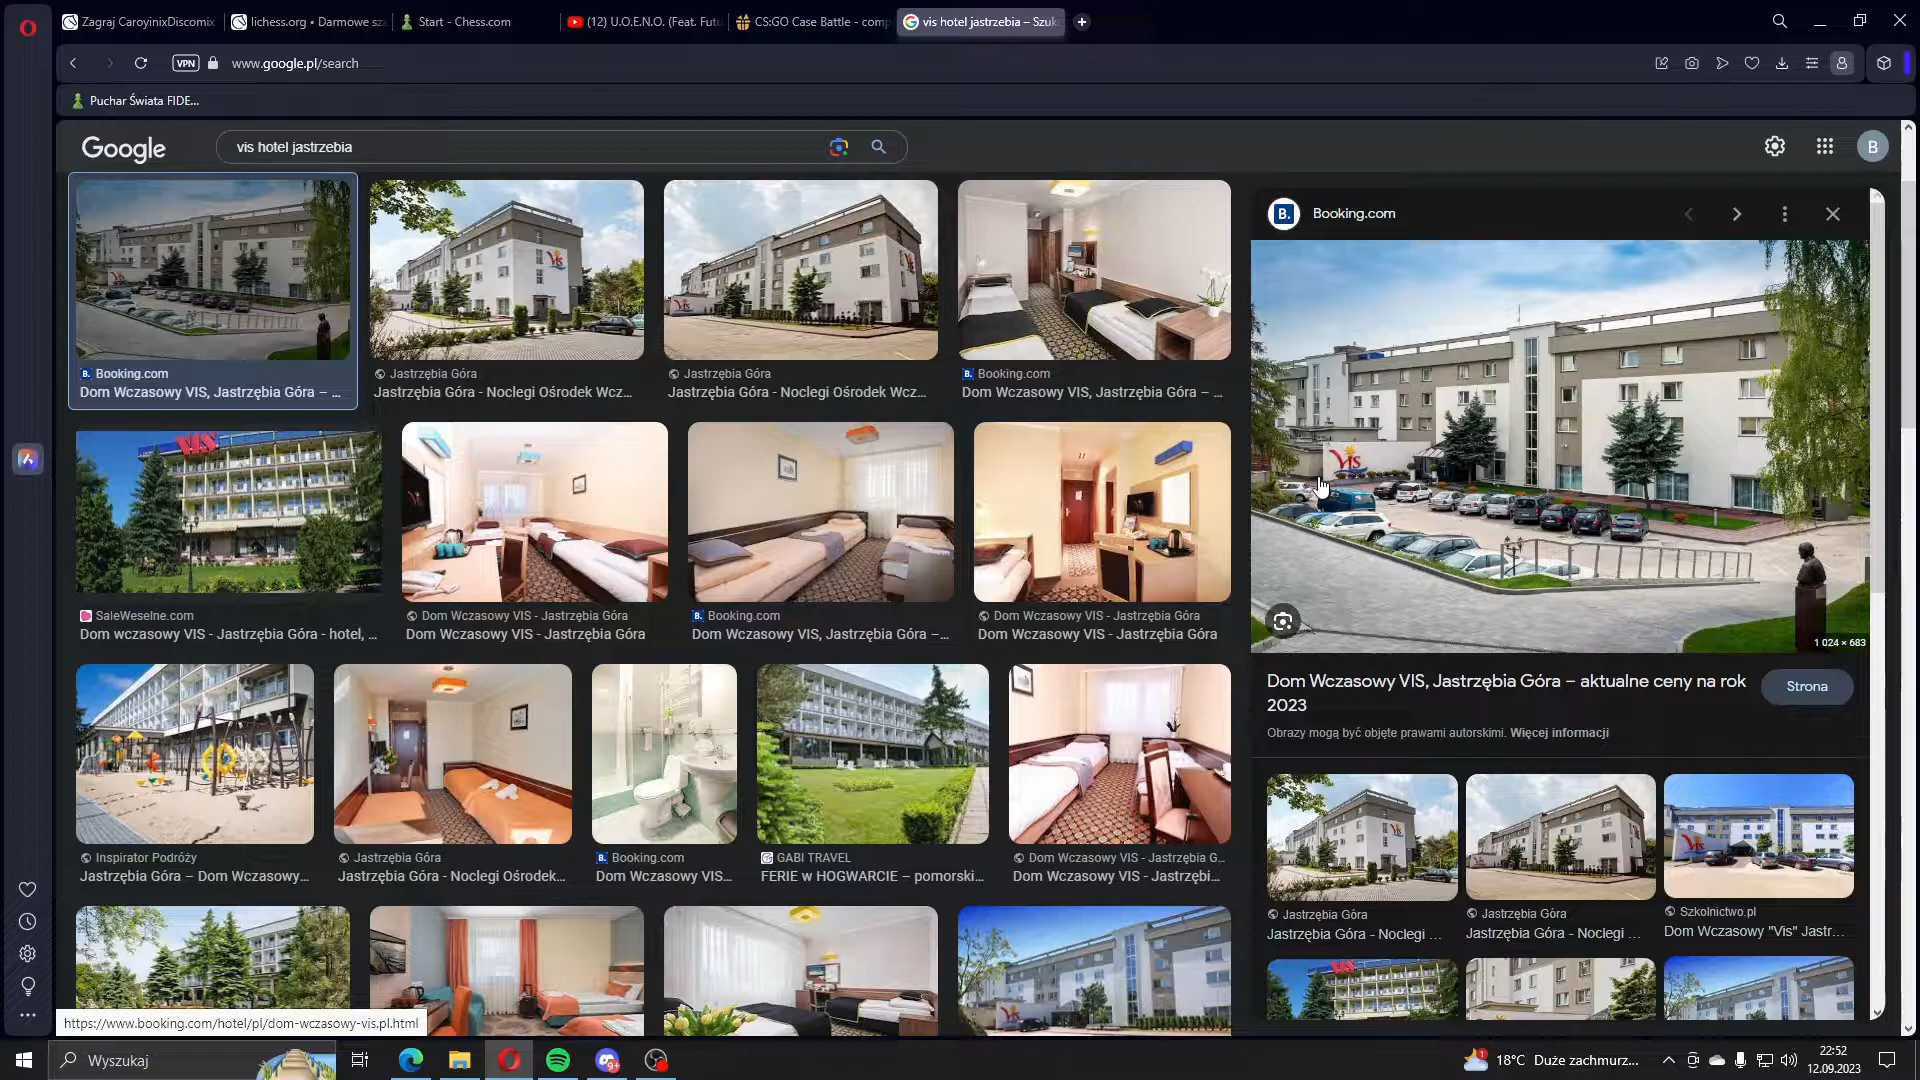 Zagraj CaroyinixDiscomix
lichess.org • Darmowe sza
Start - Chess.com
(12) U.O.E.N.O. (Feat. Futu
CS:GO Case Battle - comp
vis hotel jastrzebia – Szuka
VPN
www.google.pl/search
Puchar Świata FIDE...
Google
vis hotel jastrzebia
B
Booking.com
Dom Wczasowy VIS, Jastrzębia Góra – ...
Jastrzębia Góra
Jastrzębia Góra - Noclegi Ośrodek Wcz...
Jastrzębia Góra
Jastrzębia Góra - Noclegi Ośrodek Wcz...
Booking.com
Dom Wczasowy VIS, Jastrzębia Góra – ...
SaleWeselne.com
Dom wczasowy VIS - Jastrzębia Góra - hotel, ...
Dom Wczasowy VIS - Jastrzębia Góra
Dom Wczasowy VIS - Jastrzębia Góra
Booking.com
Dom Wczasowy VIS, Jastrzębia Góra –...
Dom Wczasowy VIS - Jastrzębia Góra
Dom Wczasowy VIS - Jastrzębia Góra
Inspirator Podróży
Jastrzębia Góra – Dom Wczasowy...
Jastrzębia Góra
Jastrzębia Góra - Noclegi Ośrodek...
Booking.com
Dom Wczasowy VIS...
GABI TRAVEL
FERIE w HOGWARCIE – pomorski...
Dom Wczasowy VIS - Jastrzębia G...
Dom Wczasowy VIS - Jastrzębi...
B.
Booking.com
Vis
1 024 × 683
Dom Wczasowy VIS, Jastrzębia Góra – aktualne ceny na rok
2023
Strona
Obrazy mogą być objęte prawami autorskimi. Więcej informacji
Jastrzębia Góra
Jastrzębia Góra - Noclegi ...
Jastrzębia Góra
Jastrzębia Góra - Noclegi ...
Szkolnictwo.pl
Dom Wczasowy "Vis" Jastr...
https://www.booking.com/hotel/pl/dom-wczasowy-vis.pl.html
Wyszukaj
18°C Duże zachmurz...
22:52
12.09.2023